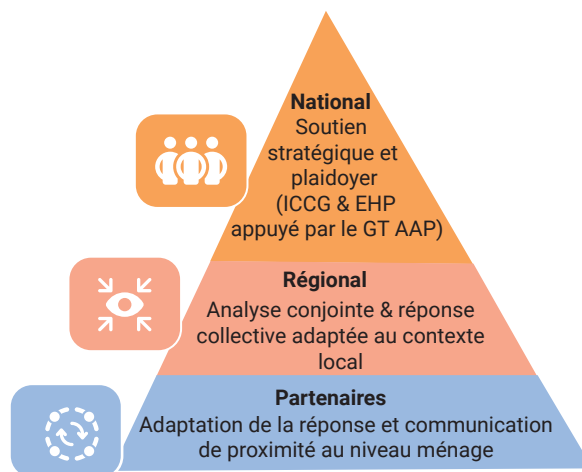 National
Soutien
stratégique et
plaidoyer
(ICCG & EHP
appuyé par le GT AAP)
Régional
Analyse conjointe & réponse
collective adaptée au contexte
local
Partenaires
Adaptation de la réponse et communication
de proximité au niveau ménage